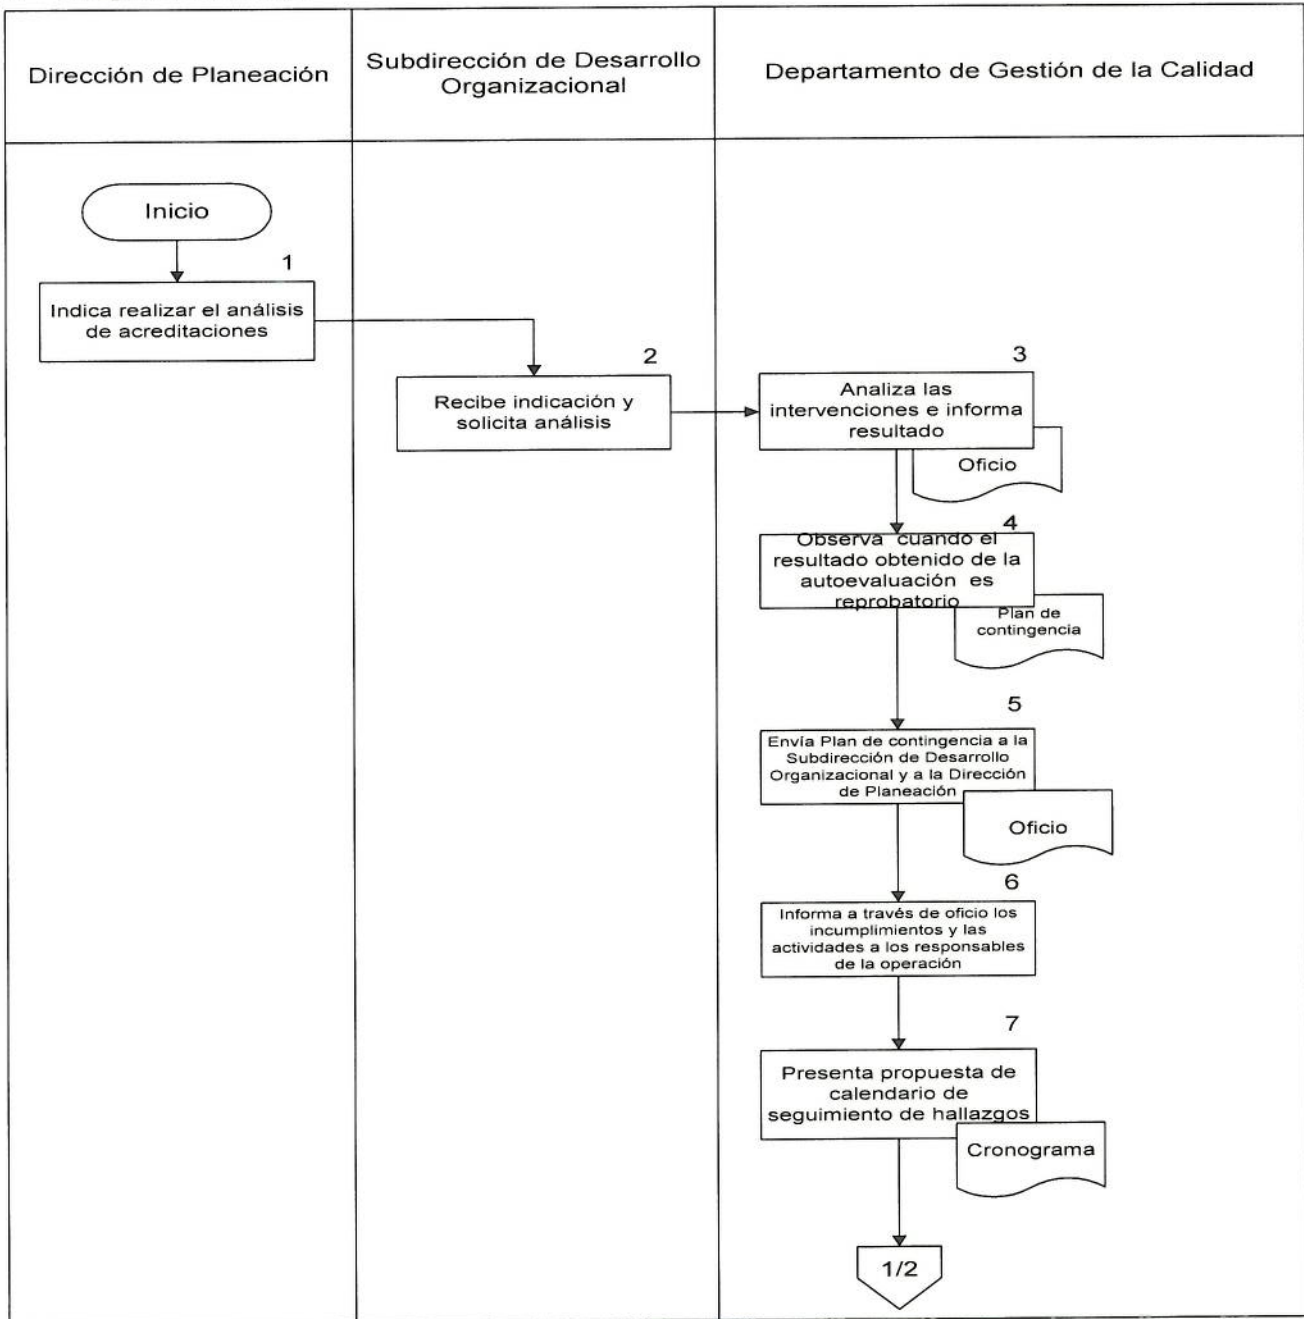 Dirección de Planeación
Subdirección de Desarrollo
Organizacional
Departamento de Gestión de la Calidad
Inicio
1
Indica realizar el análisis
de acreditaciones
2
Recibe indicación y
solicita análisis
3
Analiza las
intervenciones e informa
resultado
Oficio
4
Observa cuando el
resultado obtenido de la
autoevaluación es
reprobatorio
Plan de
contingencia
5
Envía Plan de contingencia a la
Subdirección de Desarrollo
Organizacional y a la Dirección
de Planeación
Oficio
6
Informa a través de oficio los
incumplimientos y las
actividades a los responsables
de la operación
7
Presenta propuesta de
calendario de
seguimiento de hallazgos
Cronograma
1/2